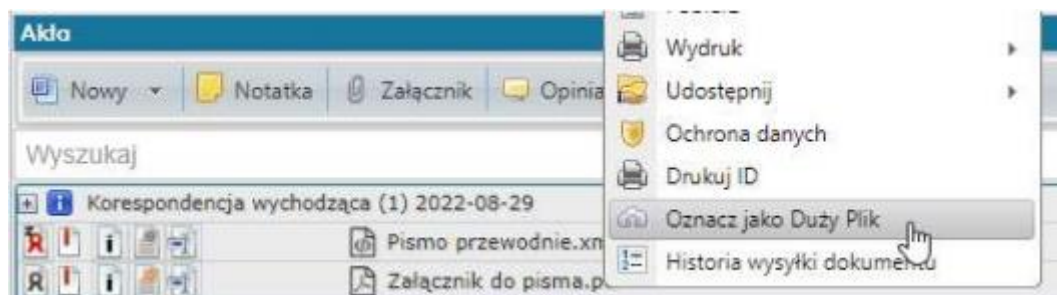 Akta
Nowy
Notatka
Załącznik
Opinia
Wyszukaj
Korespondencja wychodząca (1) 2022-08-29
Pismo przewodnie.xm
Załącznik do pisma.p
Wydruk
Udostępnij
Ochrona danych
Drukuj ID
Oznacz jako Duży Plik
Historia wysyłki dokumentu